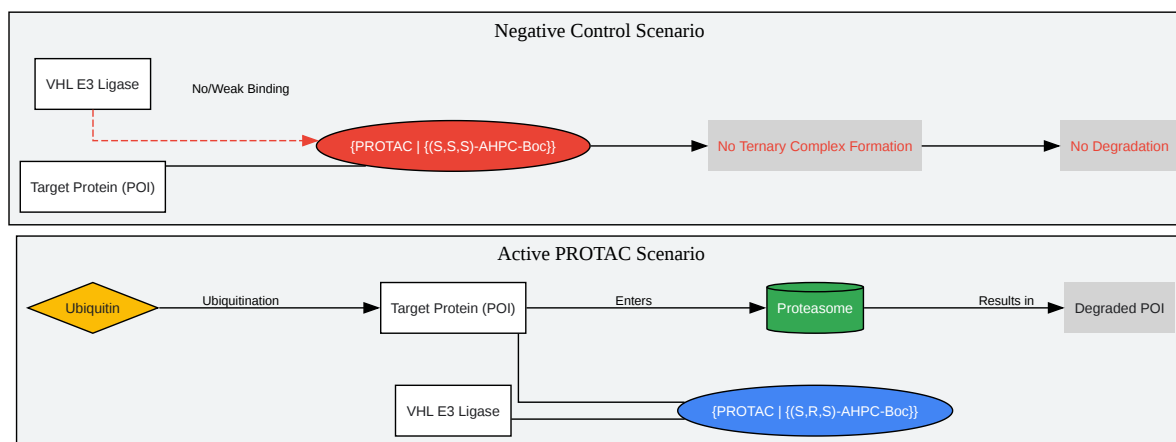 Negative Control Scenario
VHL E3 Ligase
No/Weak Binding
{PROTAC | {(S,S,S)-AHPC-Boc}}
No Ternary Complex Formation
No Degradation
Target Protein (POI)
Active PROTAC Scenario
Ubiquitin
Ubiquitination
Target Protein (POI)
Enters
Proteasome
Results in
Degraded POI
VHL E3 Ligase
{PROTAC | {(S,R,S)-AHPC-Boc}}